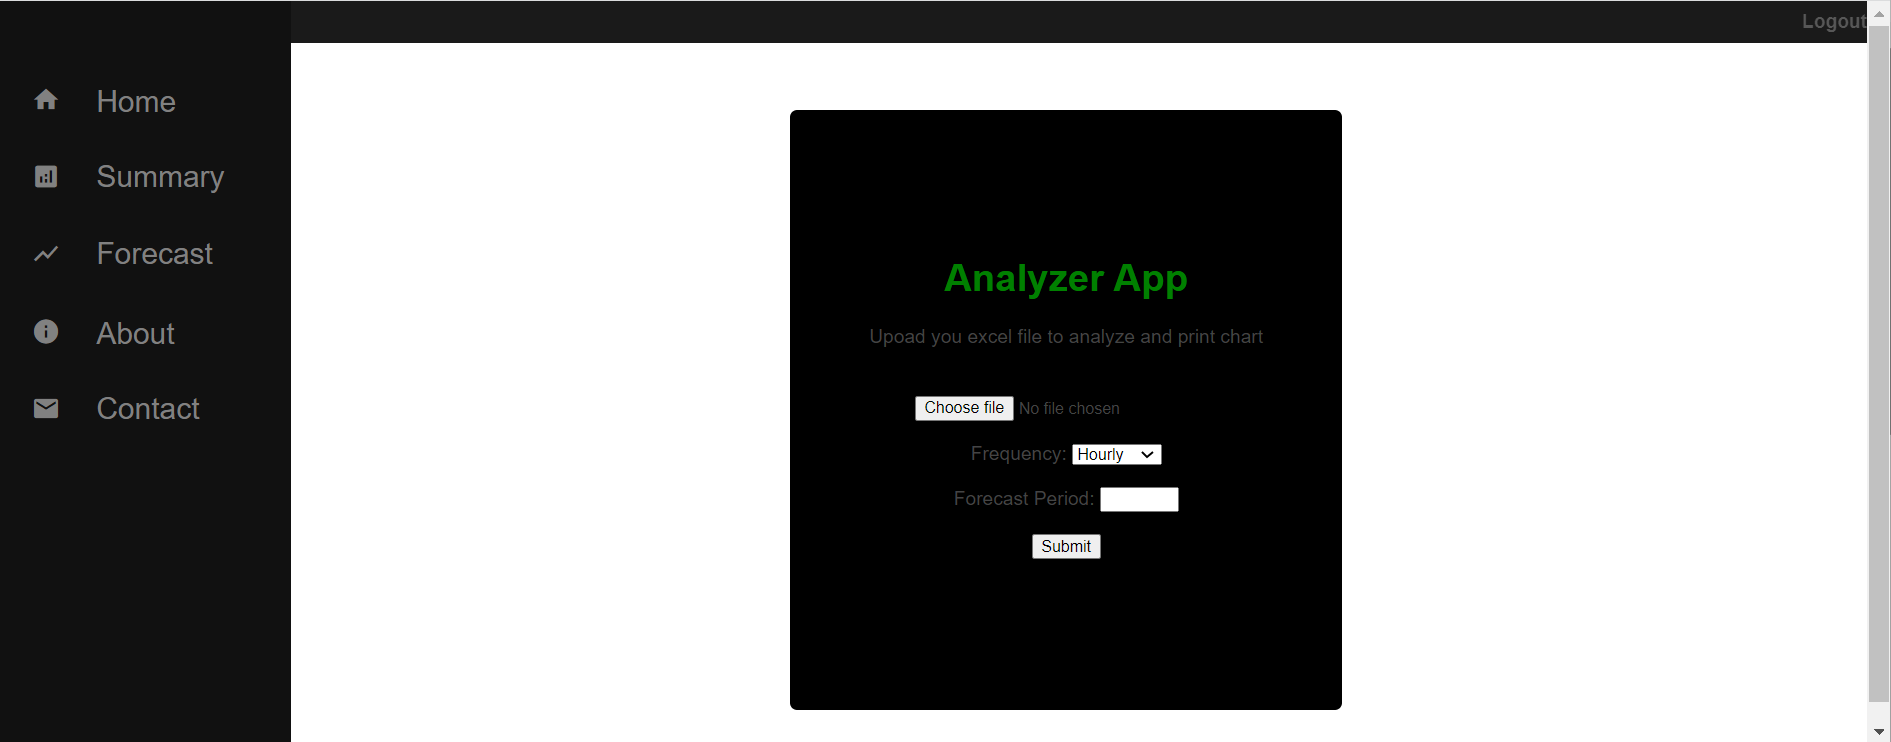 Logout
Home
Summary
Forecast
About
Contact
Analyzer App
Upoad you excel file to analyze and print chart
Choose file No file chosen
Frequency: Hourly
Forecast Period:
Submit